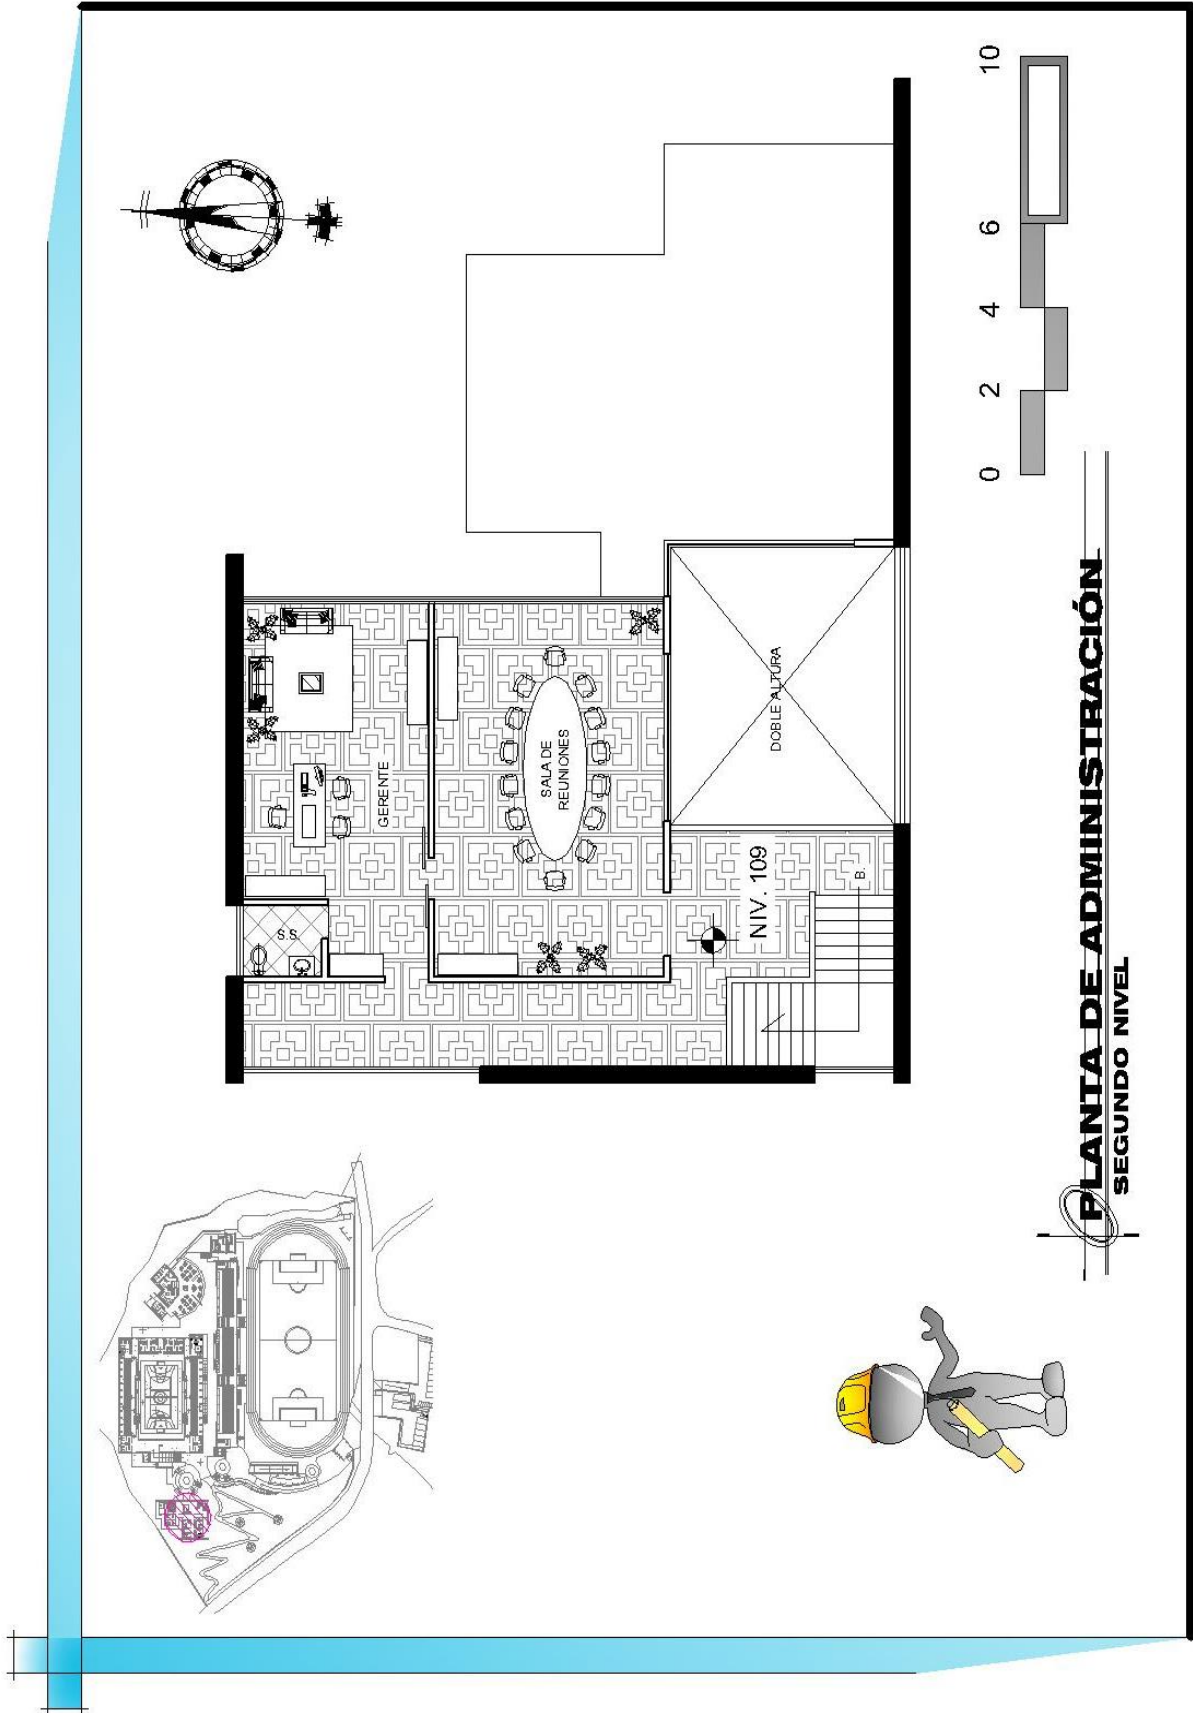 GERENTE
S.S.
SALA DE
REUNIONES
DOBLE ALTURA
NIV. 109
B.
0 2 4 6 10
PLANTA DE ADMINISTRACIÓN
SEGUNDO NIVEL